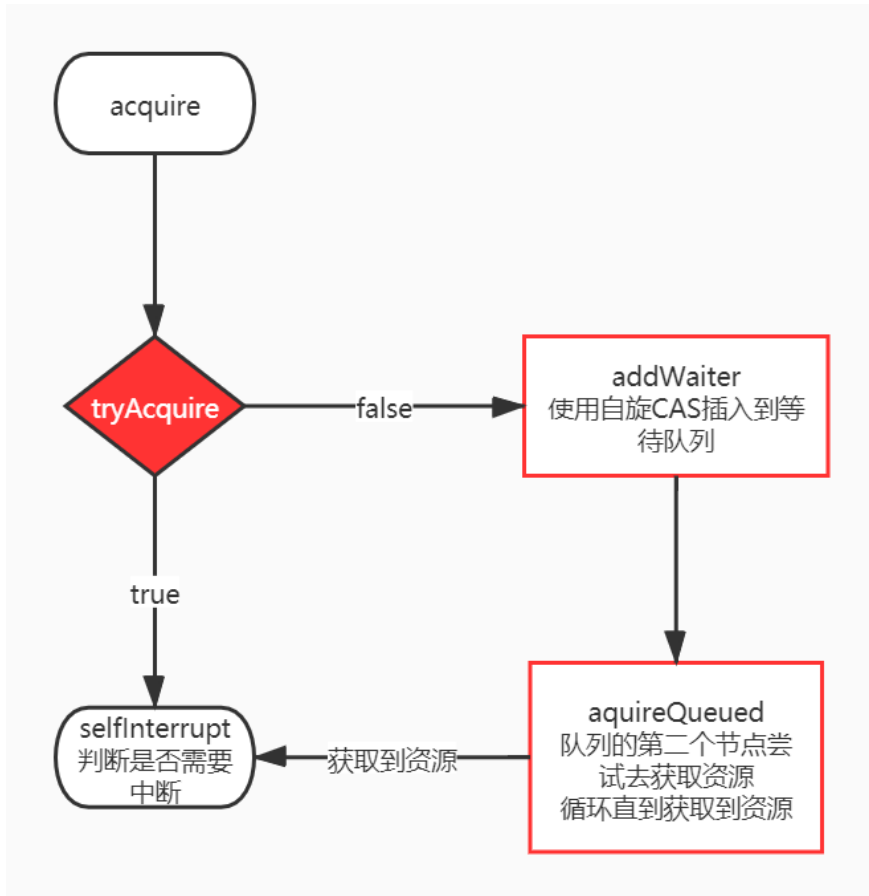 acquire
tryAcquire
false
addWaiter
使用自旋CAS插入到等
待队列
true
selfInterrupt
判断是否需要
中断
获取到资源
aquireQueued
队列的第二个节点尝
试去获取资源
循环直到获取到资源